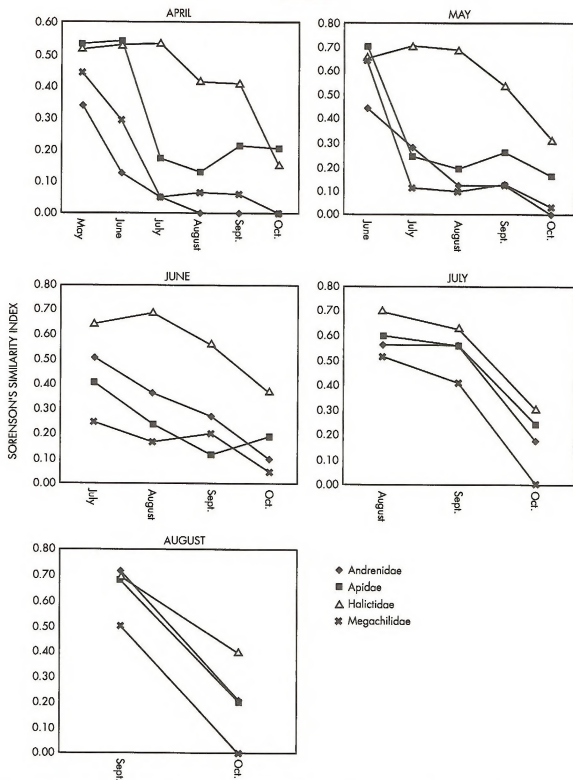 APRIL
0.60
0.50
0.40
0.30
0.20
0.10
0.00
May
June
July
August
Sept.
Oct.
MAY
0.80
0.70
0.60
0.50
0.40
0.30
0.20
0.10
0.00
June
July
August
Sept.
Oct.
SORENSON'S SIMILARITY INDEX
JUNE
0.80
0.70
0.60
0.50
0.40
0.30
0.20
0.10
0.00
July
August
Sept.
Oct.
JULY
0.80
0.70
0.60
0.50
0.40
0.30
0.20
0.10
0.00
August
Sept.
Oct.
AUGUST
0.80
0.70
0.60
0.50
0.40
0.30
0.20
0.10
0.00
Sept.
Oct.
Andrenidae
Apidae
Halictidae
Megachilidae